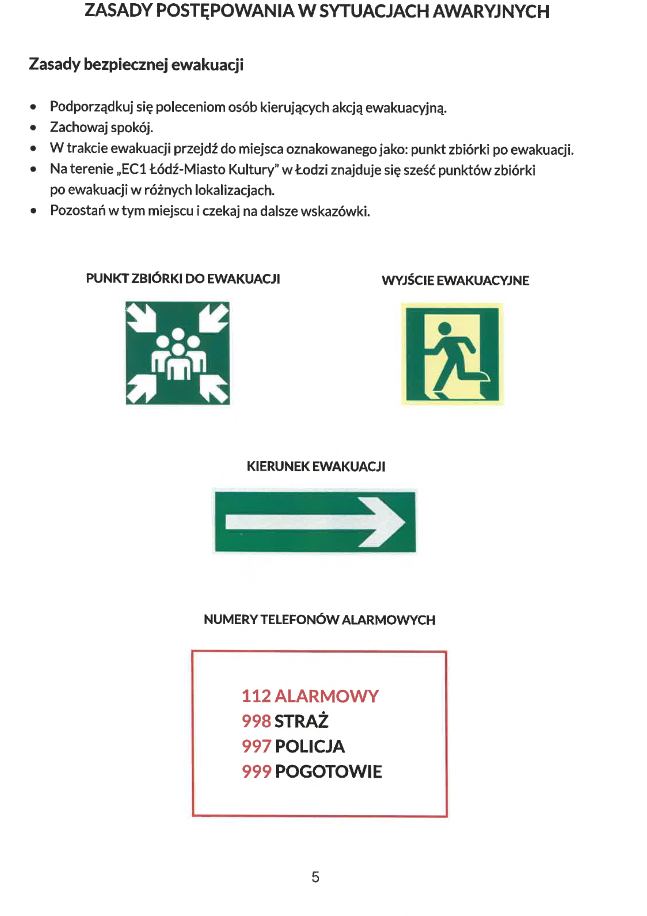 ZASADY POSTĘPOWANIA W SYTUACJACH AWARYJNYCH
Zasady bezpiecznej ewakuacji
• Podporządkuj się poleceniom osób kierujących akcją ewakuacyjną.
• Zachowaj spokój.
• W trakcie ewakuacji przejdź do miejsca oznakowanego jako: punkt zbiórki po ewakuacji.
• Na terenie „EC1 Łódź-Miasto Kultury” w Łodzi znajduje się sześć punktów zbiórki
po ewakuacji w różnych lokalizacjach.
• Pozostań w tym miejscu i czekaj na dalsze wskazówki.
PUNKT ZBIÓRKI DO EWAKUACJI
WYJŚCIE EWAKUACYJNE
KIERUNEK EWAKUACJI
NUMERY TELEFONÓW ALARMOWYCH
112 ALARMOWY
998 STRAŻ
997 POLICJA
999 POGOTOWIE
5